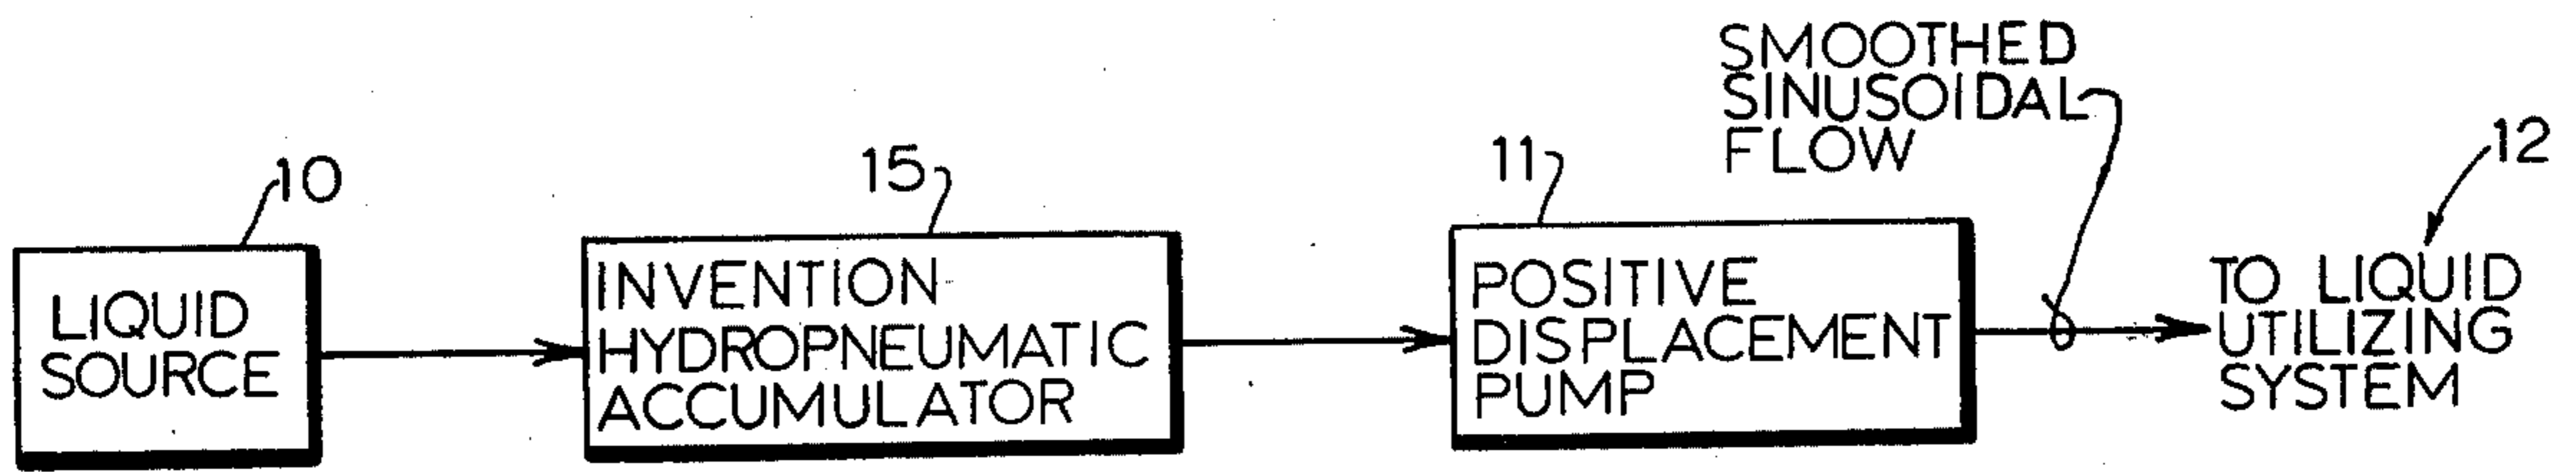 10
LIQUID
SOURCE
15
INVENTION
HYDROPNEUMATIC
ACCUMULATOR
11
POSITIVE
DISPLACEMENT
PUMP
SMOOTHED
SINUSOIDAL
FLOW
12
TO LIQUID
UTILIZING
SYSTEM